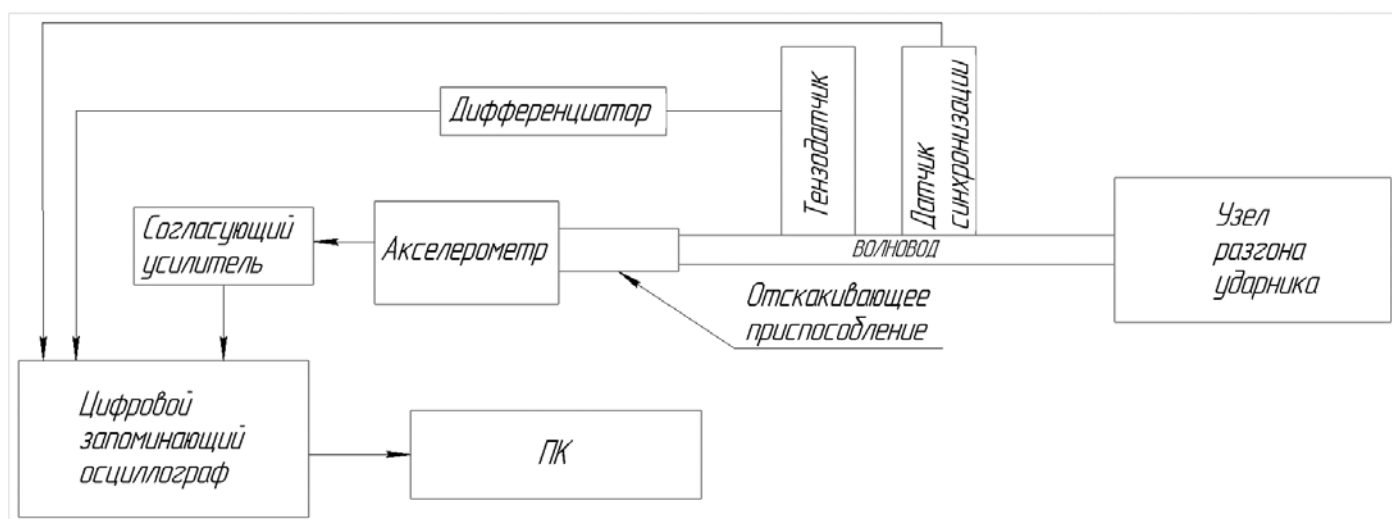 Дифференциатор
Тензодатчик
Датчик
синхронизации
Узел
разгона
ударника
Согласующий
усилитель
Акселерометр
ВОЛНОВОД
Отскакивающее
приспособление
Цифровой
запоминающий
осциллограф
ПК